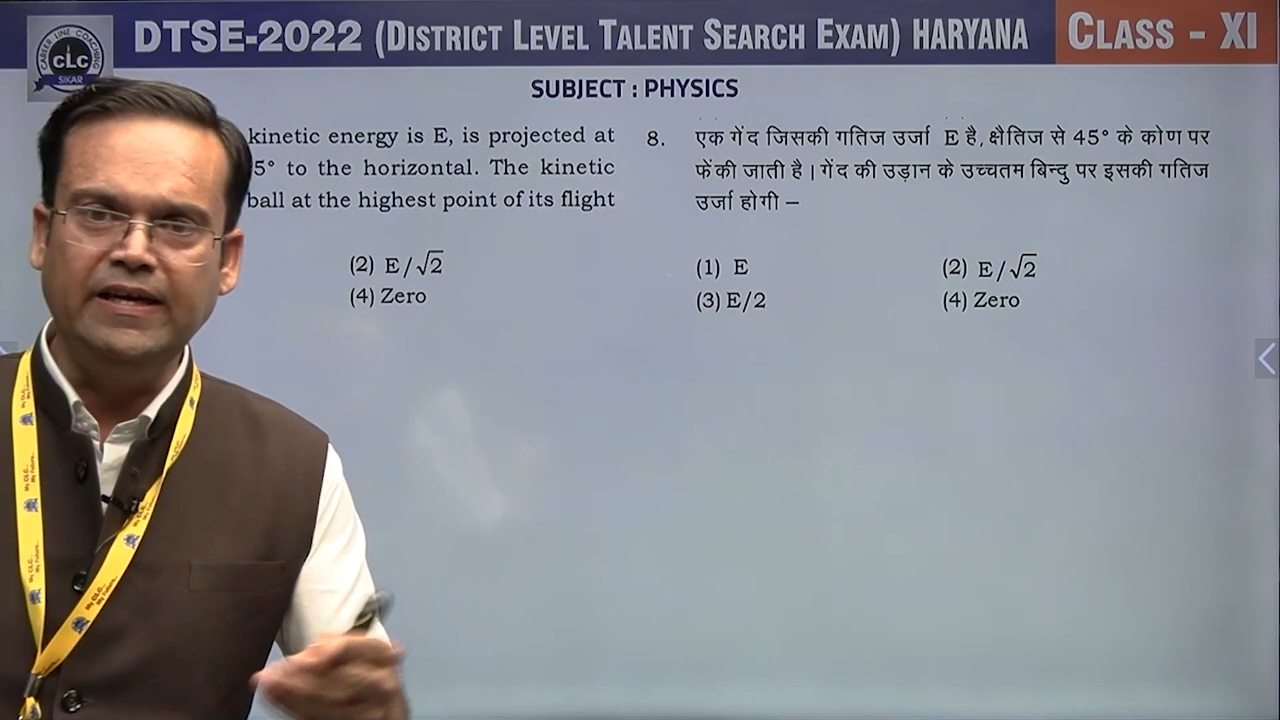 DTSE-2022 (DISTRICT LEVEL TALENT SEARCH EXAM) HARYANA
CLASS - XI
CAREER LINE COACHING
CLC
SIKAR
SUBJECT : PHYSICS
kinetic energy is E, is projected at
5° to the horizontal. The kinetic
ball at the highest point of its flight
(2) E/√2
(4) Zero
8. एक गेंद जिसकी गतिज उर्जा E है, क्षैतिज से 45° के कोण पर
फेंकी जाती है। गेंद की उड़ान के उच्चतम बिन्दु पर इसकी गतिज
उर्जा होगी –
(1) E (2) E/√2
(3) E/2 (4) Zero